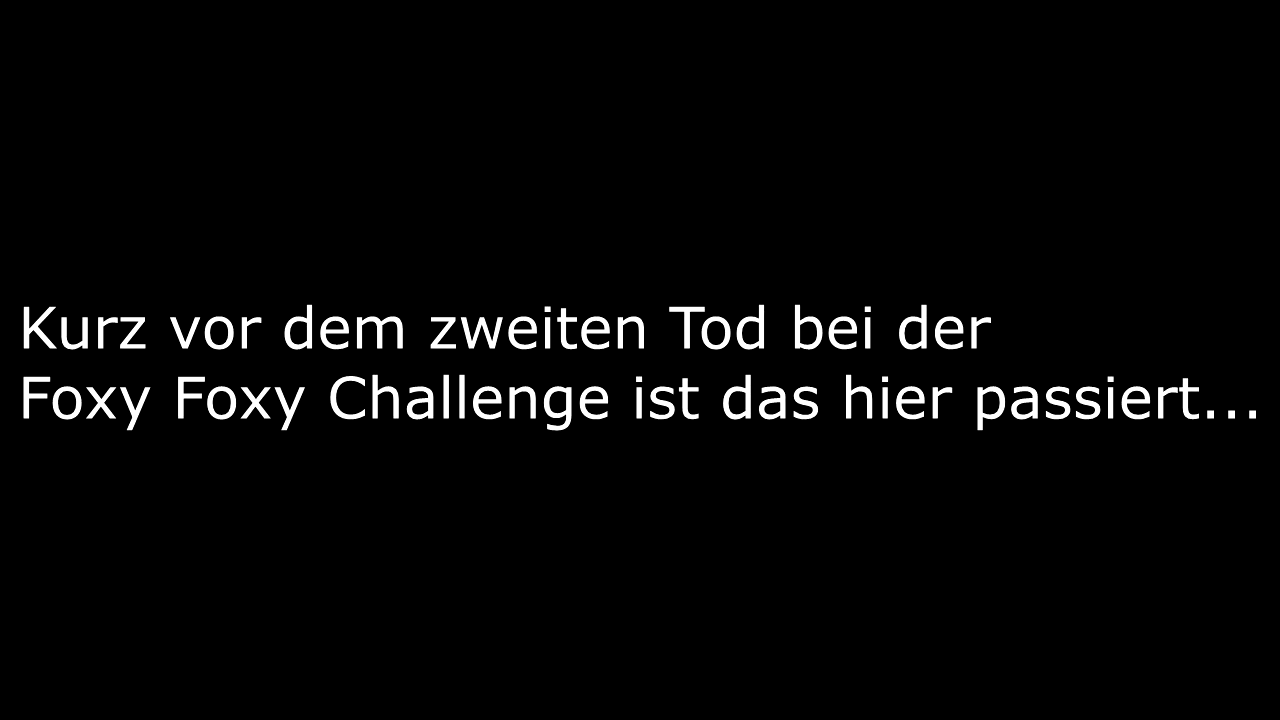 Kurz vor dem zweiten Tod bei der
Foxy Foxy Challenge ist das hier passiert...